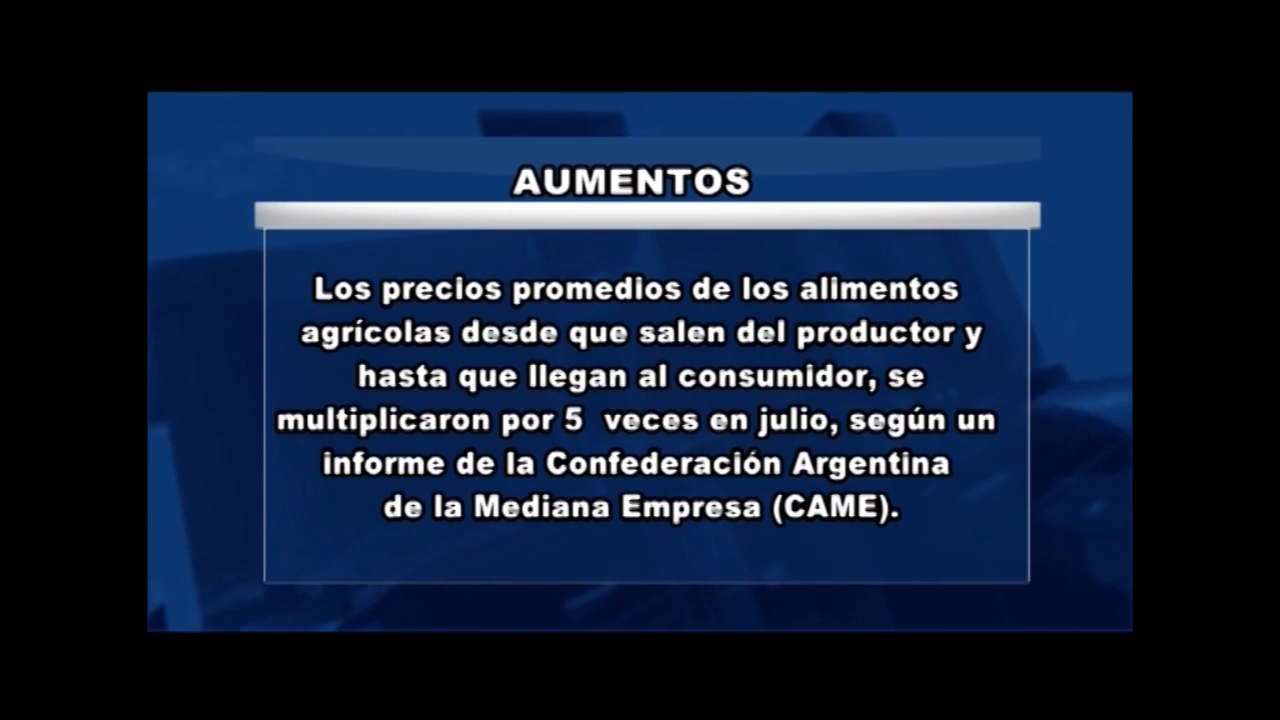 AUMENTOS
Los precios promedios de los alimentos
agrícolas desde que salen del productor y
hasta que llegan al consumidor, se
multiplicaron por 5  veces en julio, según un
informe de la Confederación Argentina
de la Mediana Empresa (CAME).